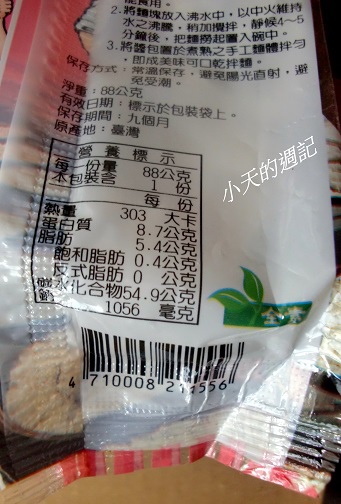 能食用。
2.將麵塊放入沸水中，以中火維持
水之沸騰，稍加攪拌，靜候4~5
分鐘後，把麵撈起置入碗中。
3.將醬包置於煮熟之手工麵體拌勻
，即成美味可口乾拌麵。
保存方式：常溫保存，避免陽光直射，避
免受潮。
淨重：88公克
有效日期：標示於包裝袋上。
保存期間：九個月
原產地：臺灣
營養標示
每一份量 88公克
本包裝含 1 份
每份
熱量 303 大卡
蛋白質 8.7公克
脂肪 5.4公克
飽和脂肪 0.4公克
反式脂肪 0 公克
碳水化合物54.9公克
鈉 1056 毫克
小天的週記